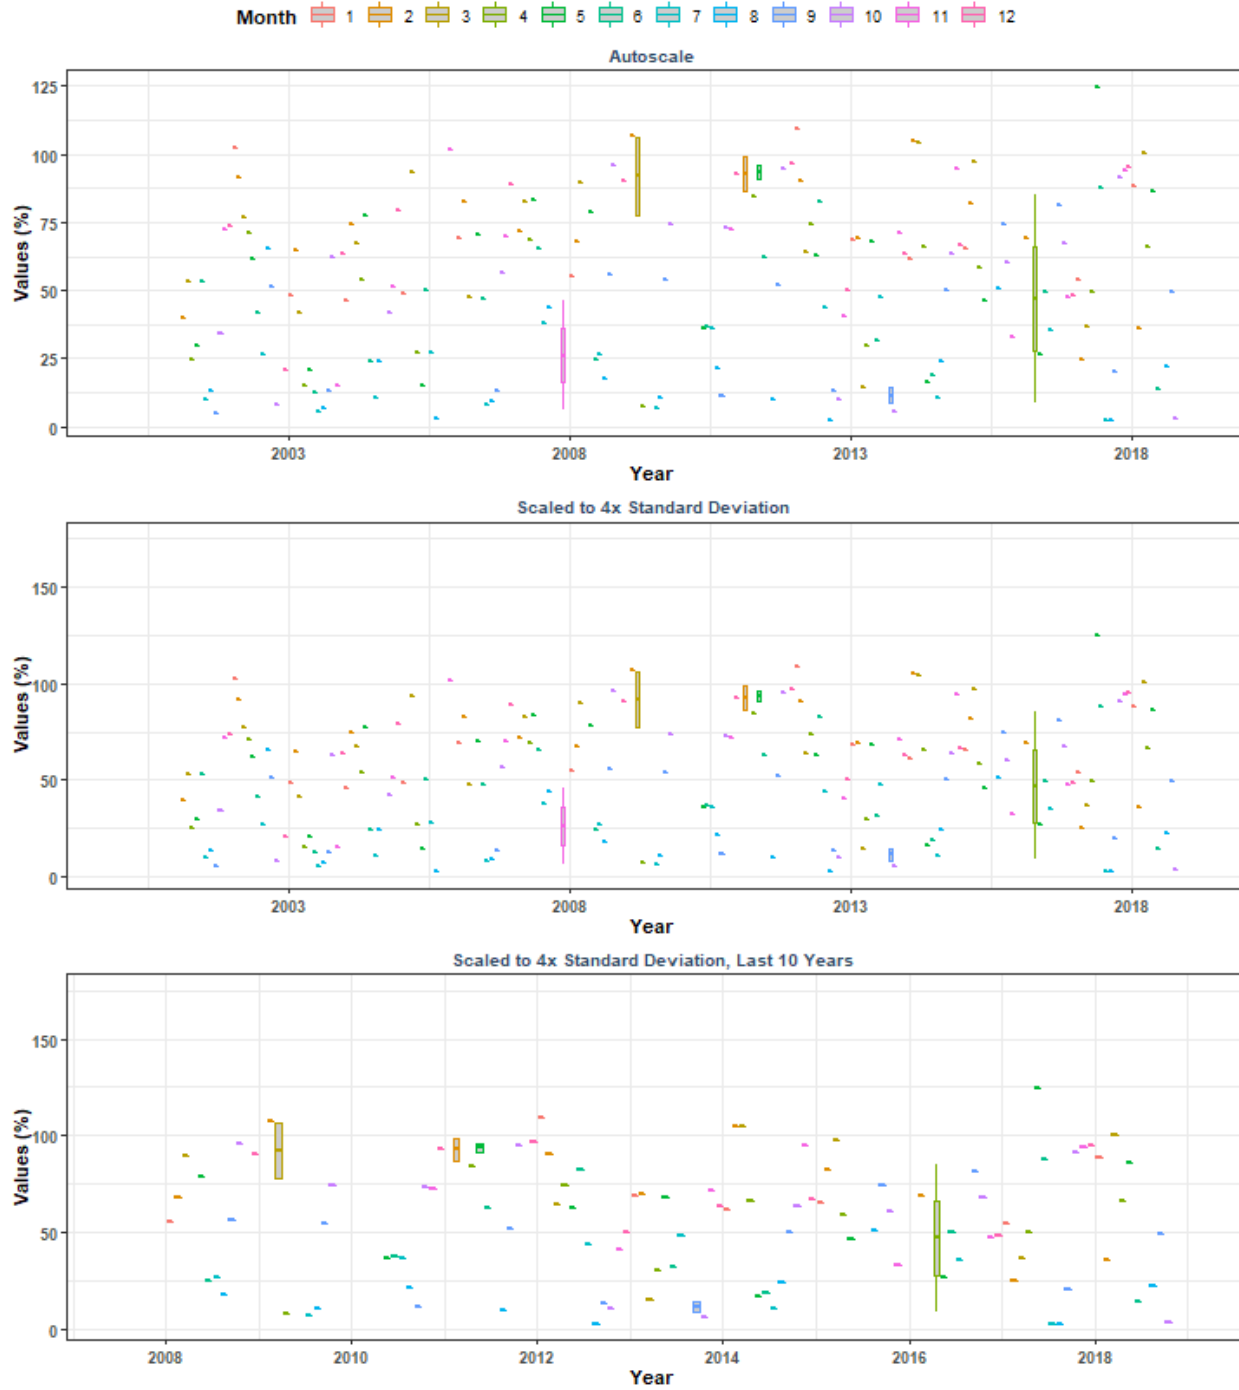 Month 1 2 3 4 5 6 7 8 9 10 11 12
Autoscale
Values (%)
125
100
75
50
25
0
2003 2008 2013 2018
Year
Scaled to 4x Standard Deviation
Values (%)
150
100
50
0
2003 2008 2013 2018
Year
Scaled to 4x Standard Deviation, Last 10 Years
Values (%)
150
100
50
0
2008 2010 2012 2014 2016 2018
Year